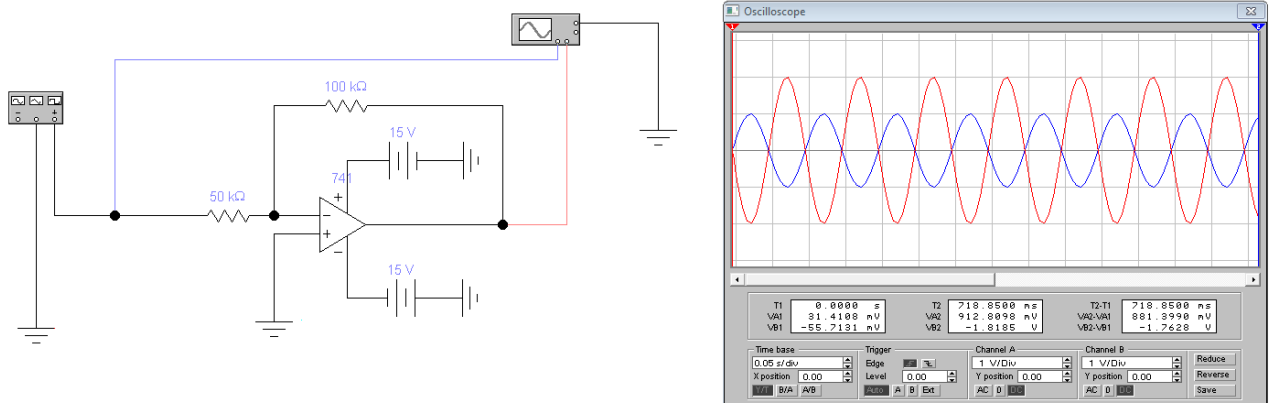 100 kΩ
15 V
741
50 kΩ
15 V
Oscilloscope
1 2
T1 0.0000 s T2 718.8500 ms T2-T1 718.8500 ms
VA1 31.4108 mV VA2 912.8098 mV VA2-VA1 881.3990 mV
VB1 -55.7131 mV VB2 -1.8185 V VB2-VB1 -1.7628 V
Time base Trigger Channel A Channel B
0.05 s/div Edge 1 V/Div 1 V/Div Reduce
X position 0.00 Level 0.00 Y position 0.00 Y position 0.00 Reverse
Y/T B/A A/B Auto A B Ext AC 0 DC AC 0 DC Save